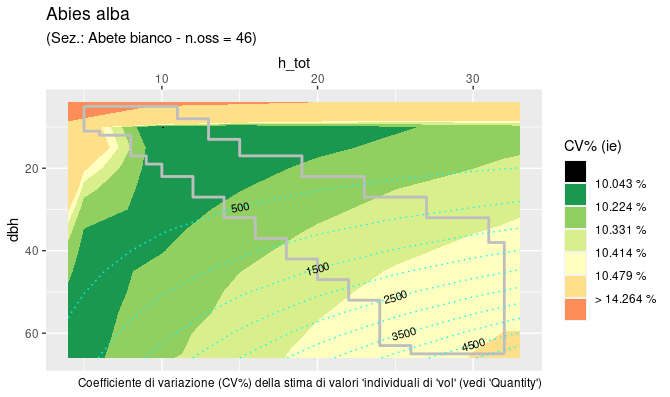 Abies alba
(Sez.: Abete bianco - n.oss = 46)
h_tot
10 20 30
dbh
20
40
60
500
1500
2500
3500
4500
CV% (ie)
10.043 %
10.224 %
10.331 %
10.414 %
10.479 %
> 14.264 %
Coefficiente di variazione (CV%) della stima di valori 'individuali di 'vol' (vedi 'Quantity')